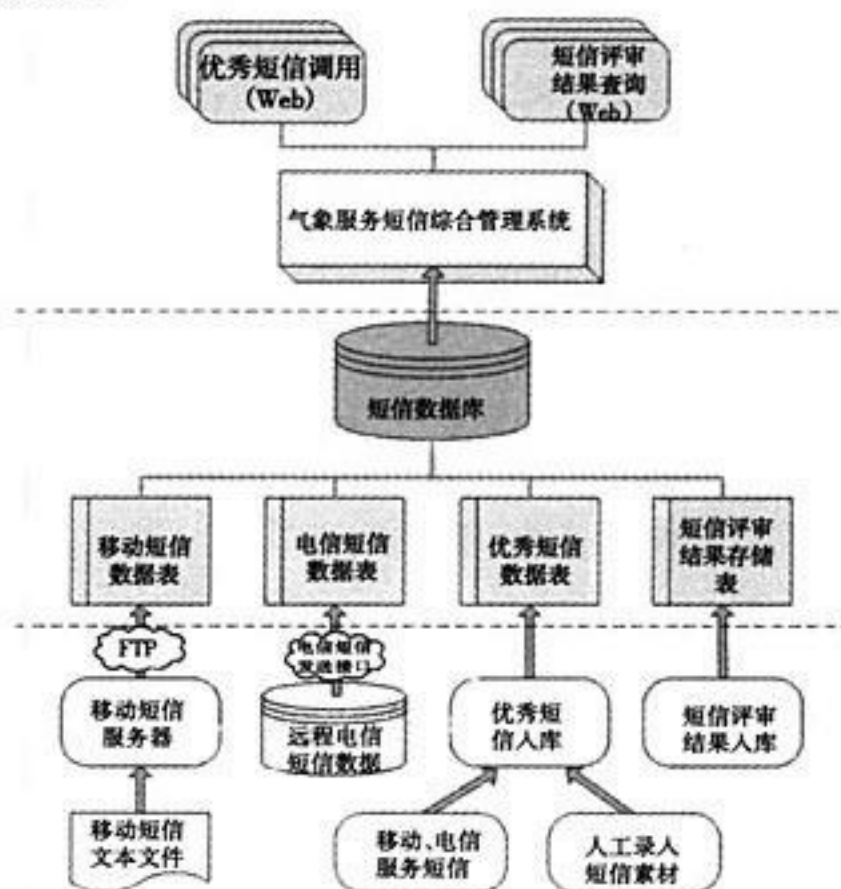 优秀短信调用
(Web)
短信评审
结果查询
(Web)
气象服务短信综合管理系统
短信数据库
移动短信
数据表
电信短信
数据表
优秀短信
数据表
短信评审
结果存储
表
FTP
电信短信
发送接口
移动短信
服务器
远程电信
短信数据
优秀短
信入库
短信评审
结果入库
移动短信
文本文件
移动、电信
服务短信
人工录入
短信素材